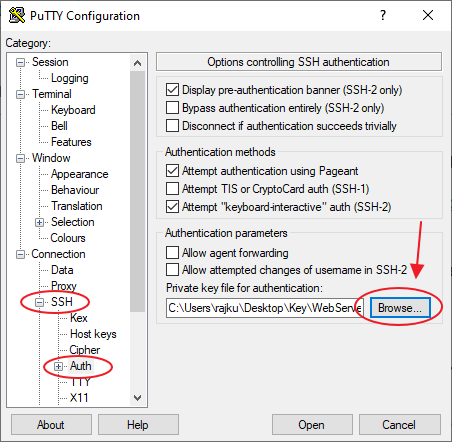 PuTTY Configuration
Category:
Session
Logging
Terminal
Keyboard
Bell
Features
Window
Appearance
Behaviour
Translation
Selection
Colours
Connection
Data
Proxy
SSH
Kex
Host keys
Cipher
Auth
TTY
X11
Options controlling SSH authentication
Display pre-authentication banner (SSH-2 only)
Bypass authentication entirely (SSH-2 only)
Disconnect if authentication succeeds trivially
Authentication methods
Attempt authentication using Pageant
Attempt TIS or CryptoCard auth (SSH-1)
Attempt "keyboard-interactive" auth (SSH-2)
Authentication parameters
Allow agent forwarding
Allow attempted changes of username in SSH-2
Private key file for authentication:
C:\Users\rajku\Desktop\Key\WebServe Browse...
About Help Open Cancel